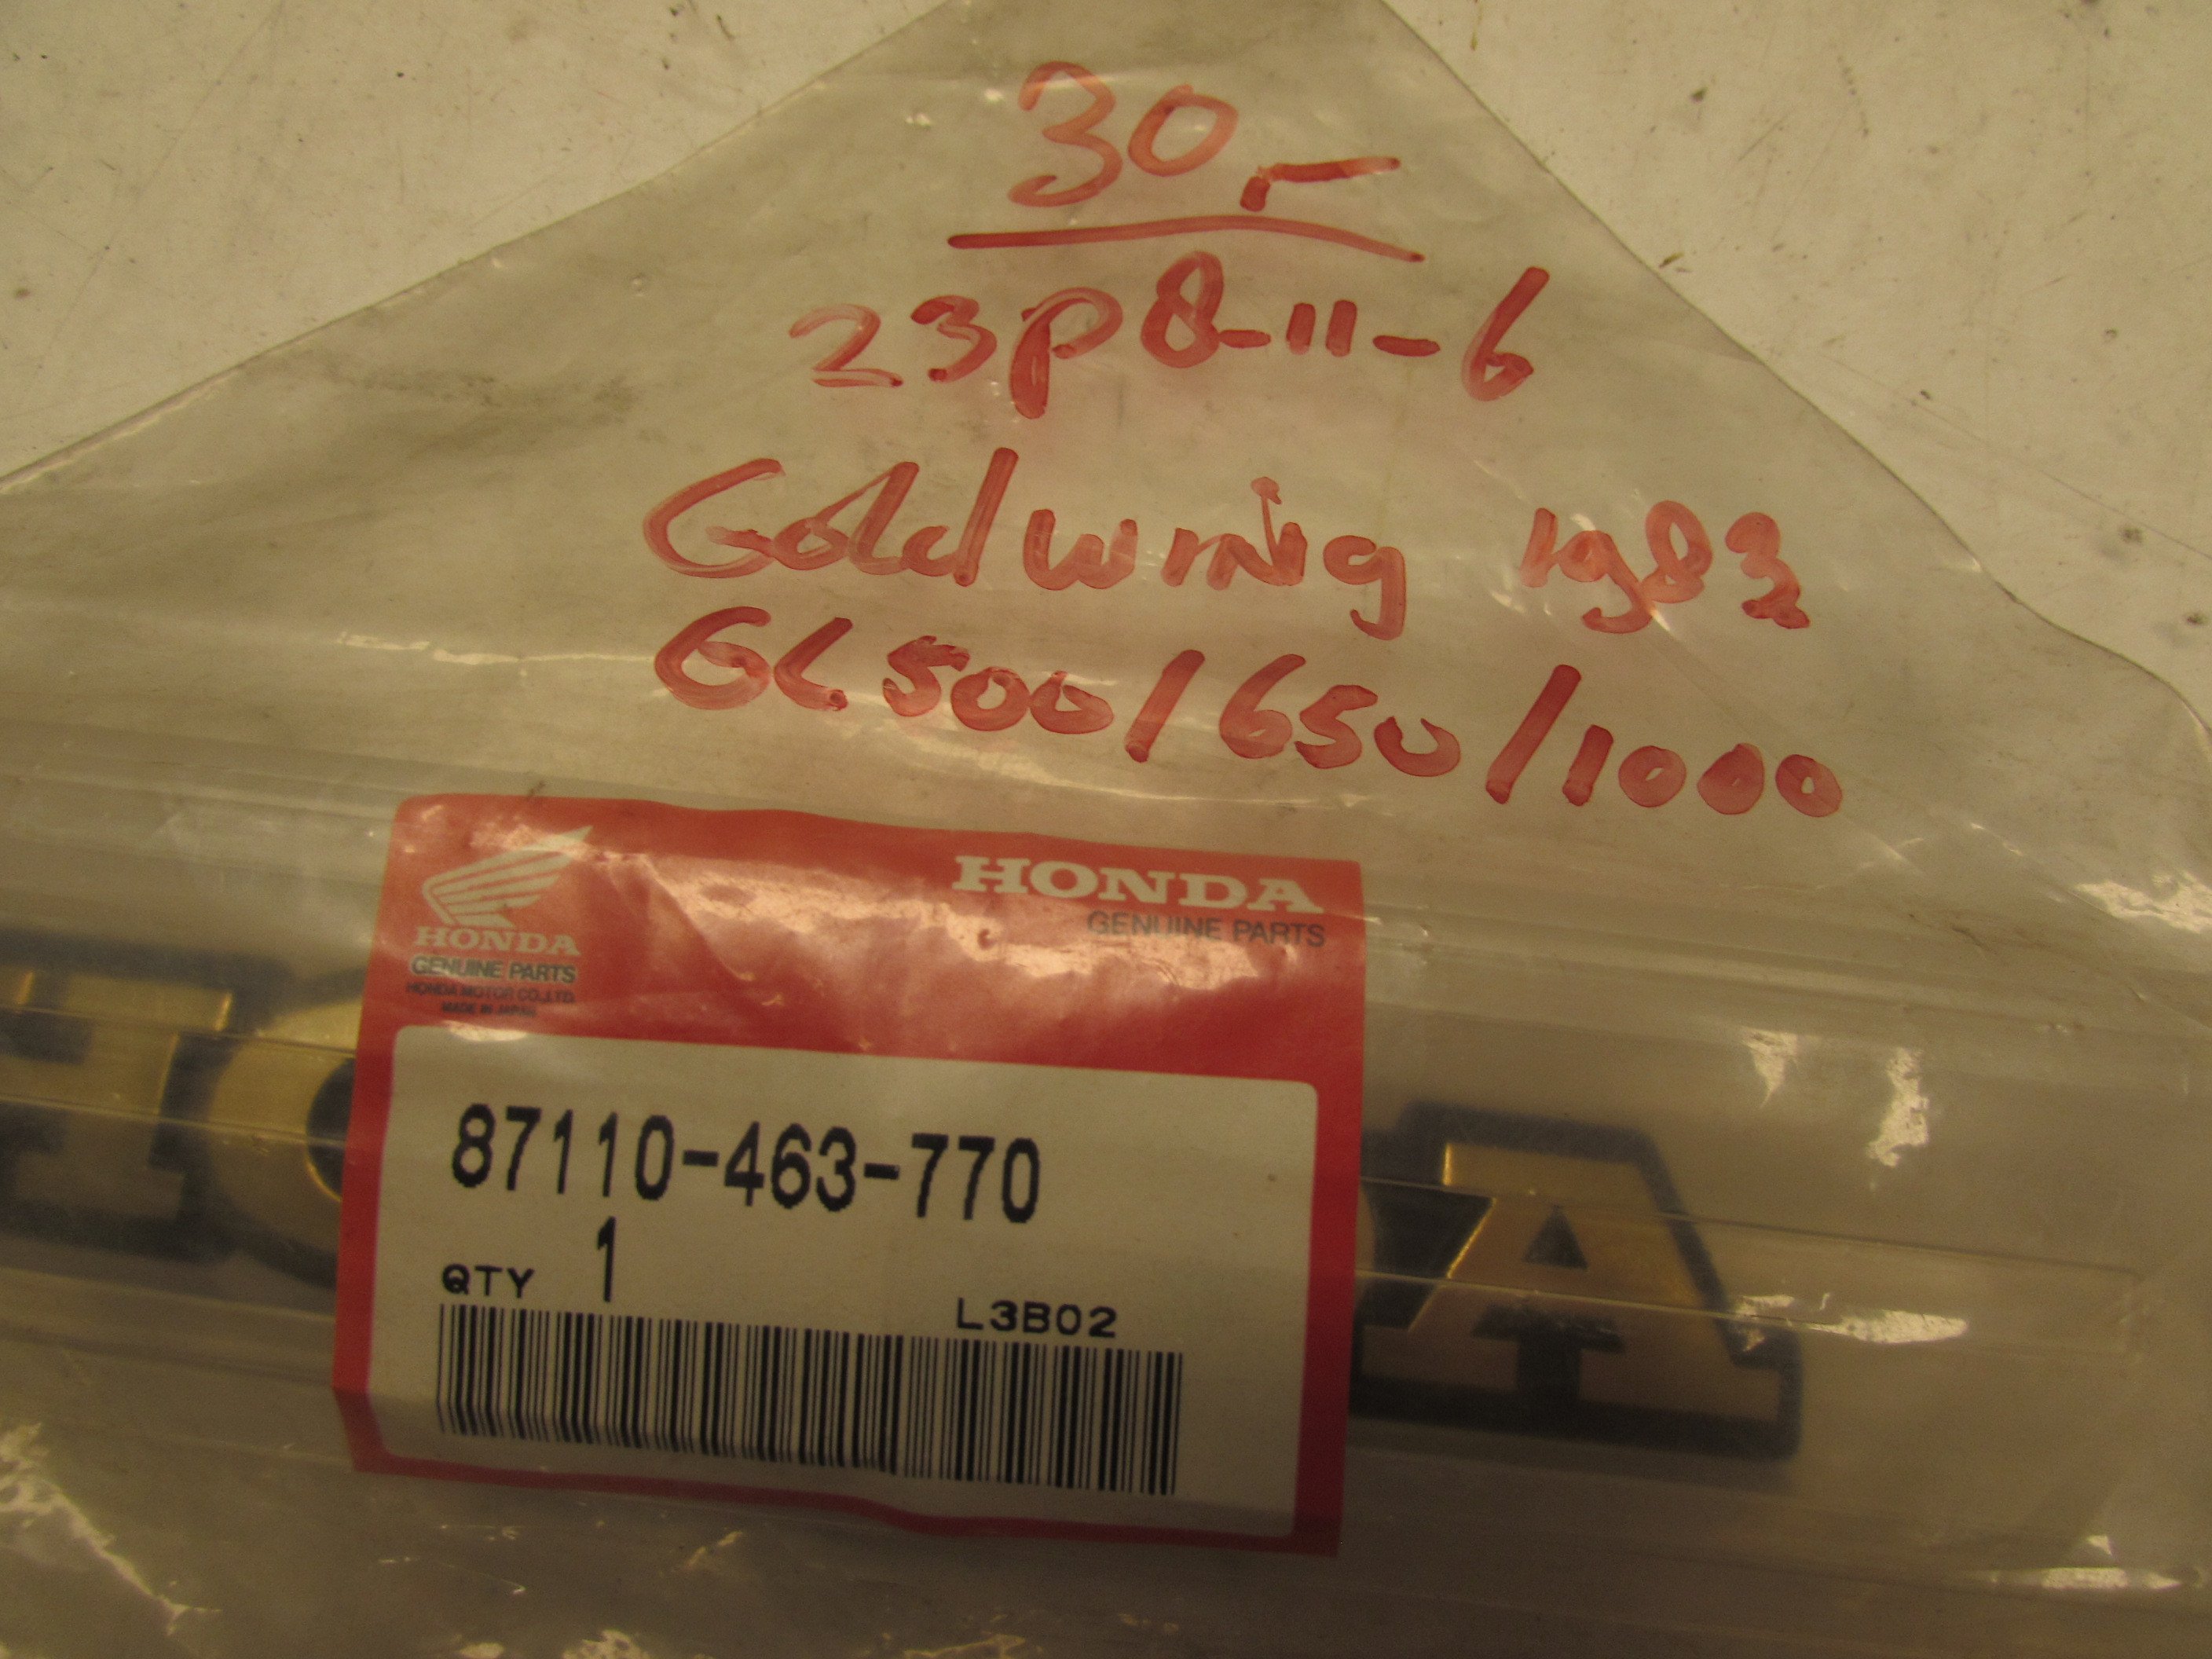 30,-
23p8-11-6
Goldwing 1983
GL500/650/1000
HONDA
GENUINE PARTS
HONDA
GENUINE PARTS
HONDA MOTOR CO.,LTD.
MADE IN JAPAN
87110-463-770
QTY 1
L3B02
H
A